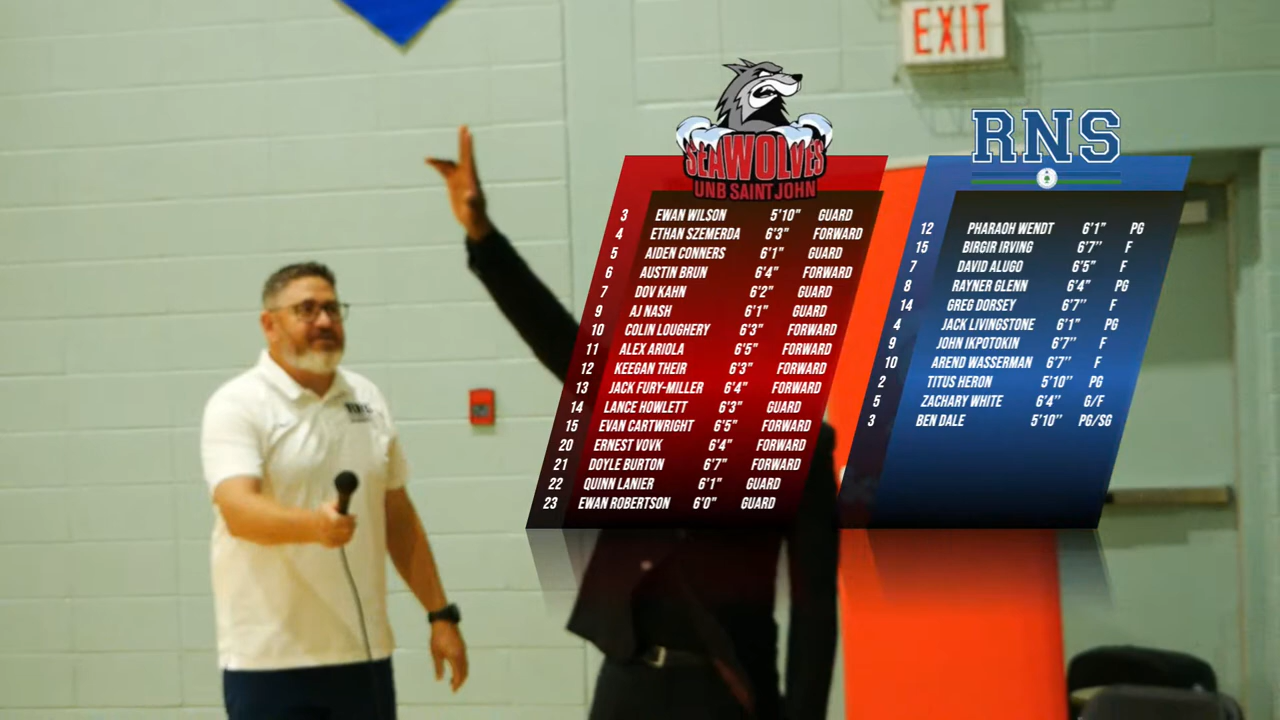 EXIT
SEAWOLVES
UNB SAINT JOHN
3 EWAN WILSON 5'10" GUARD
4 ETHAN SZEMERDA 6'3" FORWARD
5 AIDEN CONNERS 6'1" GUARD
6 AUSTIN BRUN 6'4" FORWARD
7 DOV KAHN 6'2" GUARD
9 AJ NASH 6'1" GUARD
10 COLIN LOUGHERY 6'3" FORWARD
11 ALEX ARIOLA 6'5" FORWARD
12 KEEGAN THEIR 6'3" FORWARD
13 JACK FURY-MILLER 6'4" FORWARD
14 LANCE HOWLETT 6'3" GUARD
15 EVAN CARTWRIGHT 6'5" FORWARD
20 ERNEST VOVK 6'4" FORWARD
21 DOYLE BURTON 6'7" FORWARD
22 QUINN LANIER 6'1" GUARD
23 EWAN ROBERTSON 6'0" GUARD
RNS
12 PHARAOH WENDT 6'1" PG
15 BIRGIR IRVING 6'7'' F
7 DAVID ALUGO 6'5" F
8 RAYNER GLENN 6'4" PG
14 GREG DORSEY 6'7'' F
4 JACK LIVINGSTONE 6'1" PG
9 JOHN IKPOTOKIN 6'7'' F
10 AREND WASSERMAN 6'7'' F
2 TITUS HERON 5'10'' PG
5 ZACHARY WHITE 6'4'' G/F
3 BEN DALE 5'10'' PG/SG
RNS